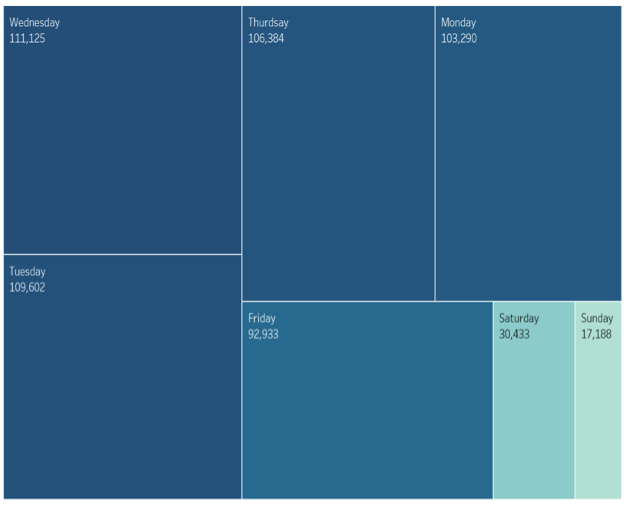 Wednesday
111,125
Thurdsay
106,384
Monday
103,290
Tuesday
109,602
Friday
92,933
Saturday
30,433
Sunday
17,188